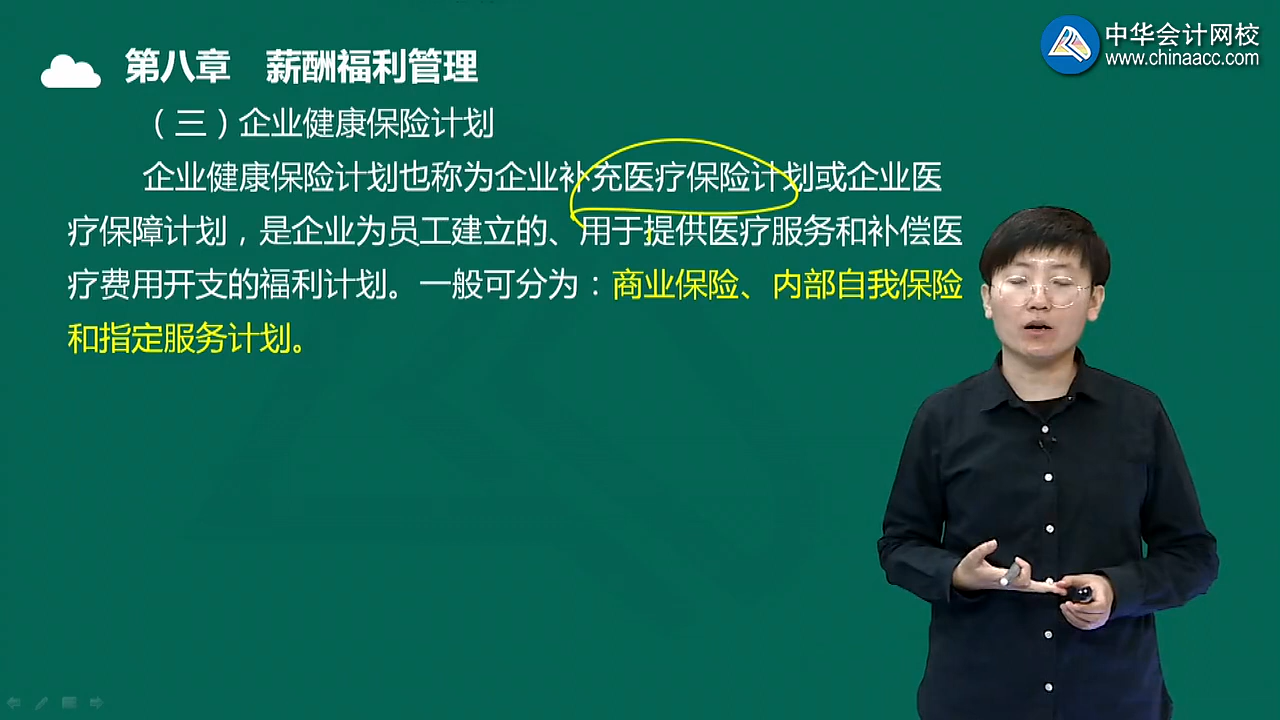 第八章 薪酬福利管理
中华会计网校
www.chinaacc.com
（三）企业健康保险计划
企业健康保险计划也称为企业补充医疗保险计划或企业医
疗保障计划，是企业为员工建立的、用于提供医疗服务和补偿医
疗费用开支的福利计划。一般可分为：商业保险、内部自我保险
和指定服务计划。